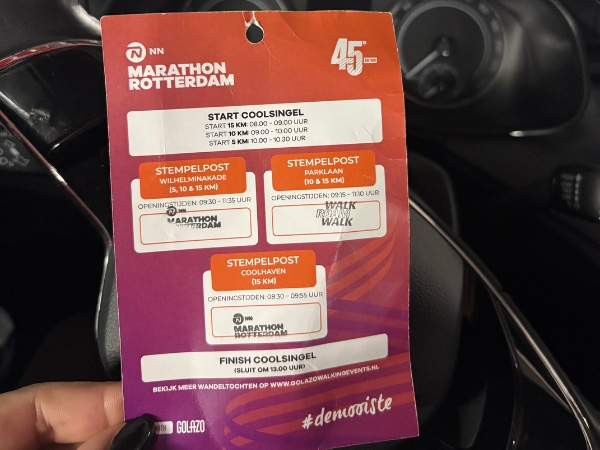 NN
MARATHON
ROTTERDAM
45e
START COOLSINGEL
START 15 KM: 08.00 - 09:00 UUR
START 10 KM: 09:00 - 10:00 UUR
START 5 KM: 10.00 - 10.30 UUR
STEMPELPOST
WILHELMINAKADE
(5, 10 & 15 KM)
OPENINGSTIJDEN: 09:30 - 11:35 UUR
NN
MARATHON
ROTTERDAM
STEMPELPOST
PARKLAAN
(10 & 15 KM)
OPENINGSTIJDEN: 09:15 - 11:10 UUR
WALK
ROAM
WALK
STEMPELPOST
COOLHAVEN
(15 KM)
OPENINGSTIJDEN: 08:30 - 09:55 UUR
NN
MARATHON
ROTTERDAM
FINISH COOLSINGEL
(SLUIT OM 13.00 UUR)
BEKIJK MEER WANDELTOCHTEN OP WWW.GOLAZOWALKINGEVENTS.NL
GOLAZO
#demooiste